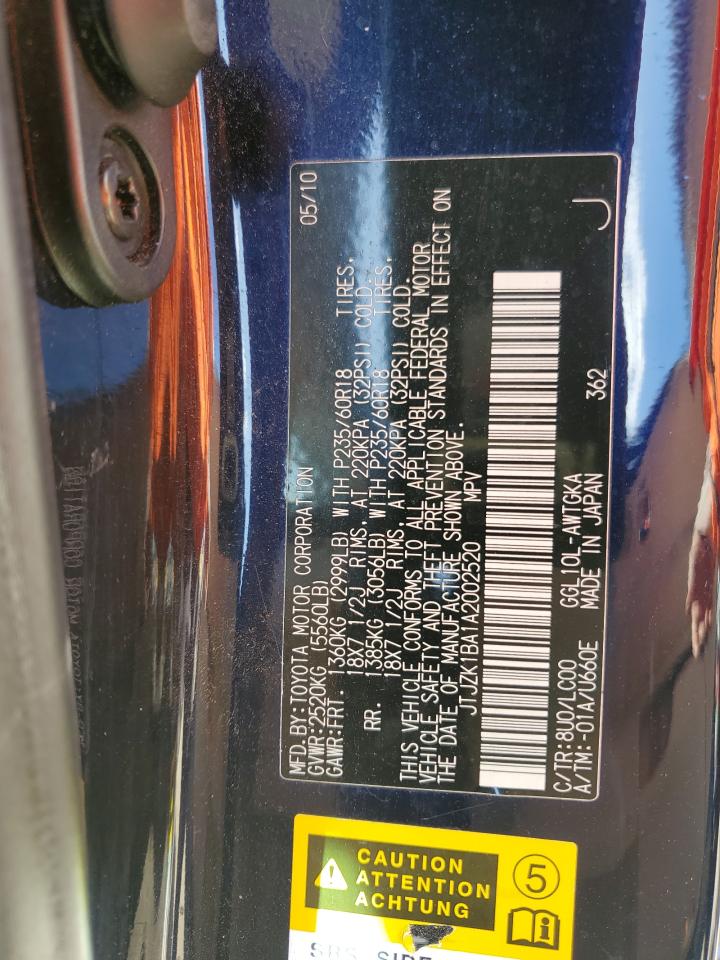 MFD.BY:TOYOTA MOTOR CORPORATION 05/10
GVWR:2520KG (5560LB)
GAWR:FRT. 1360KG (2999LB) WITH P235/60R18 TIRES,
18X7 1/2J RIMS, AT 220KPA (32PSI) COLD.
RR. 1385KG (3056LB) WITH P235/60R18 TIRES,
18X7 1/2J RIMS, AT 220KPA (32PSI) COLD.
THIS VEHICLE CONFORMS TO ALL APPLICABLE FEDERAL MOTOR
VEHICLE SAFETY AND THEFT PREVENTION STANDARDS IN EFFECT ON
THE DATE OF MANUFACTURE SHOWN ABOVE.
JTJZK1BA1A2002520 MPV
C/TR:8U0/LC00 GGL10L-AWTGKA
A/TM:-01A/U660E MADE IN JAPAN 362 J
CAUTION
ATTENTION
ACHTUNG
5
SRS SIDE